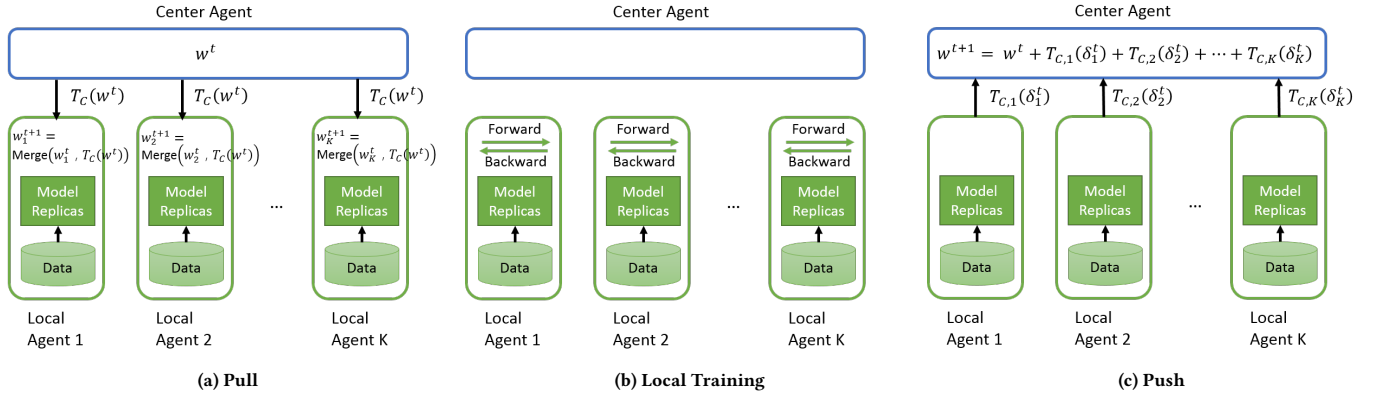 Center Agent
w^t
T_C(w^t)
T_C(w^t)
T_C(w^t)
w_1^{t+1} =
Merge(w_1^t , T_C(w^t))
Model
Replicas
Data
w_2^{t+1} =
Merge(w_2^t , T_C(w^t))
Model
Replicas
Data
...
w_K^{t+1} =
Merge(w_K^t , T_C(w^t))
Model
Replicas
Data
Local
Agent 1
Local
Agent 2
Local
Agent K
(a) Pull
Center Agent
Forward
Backward
Model
Replicas
Data
Forward
Backward
Model
Replicas
Data
...
Forward
Backward
Model
Replicas
Data
Local
Agent 1
Local
Agent 2
Local
Agent K
(b) Local Training
Center Agent
w^{t+1} = w^t + T_{C,1}(δ_1^t) + T_{C,2}(δ_2^t) + ⋯ + T_{C,K}(δ_K^t)
T_{C,1}(δ_1^t)
T_{C,2}(δ_2^t)
T_{C,K}(δ_K^t)
Model
Replicas
Data
Model
Replicas
Data
...
Model
Replicas
Data
Local
Agent 1
Local
Agent 2
Local
Agent K
(c) Push